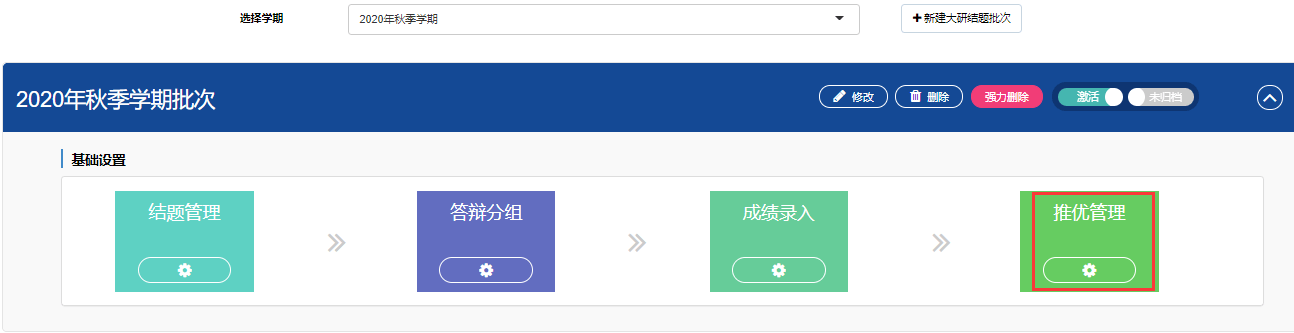 选择学期 2020年秋季学期 新建大研结题批次
2020年秋季学期批次 修改 删除 强力删除 激活 未归档
基础设置
结题管理 答辩分组 成绩录入 推优管理